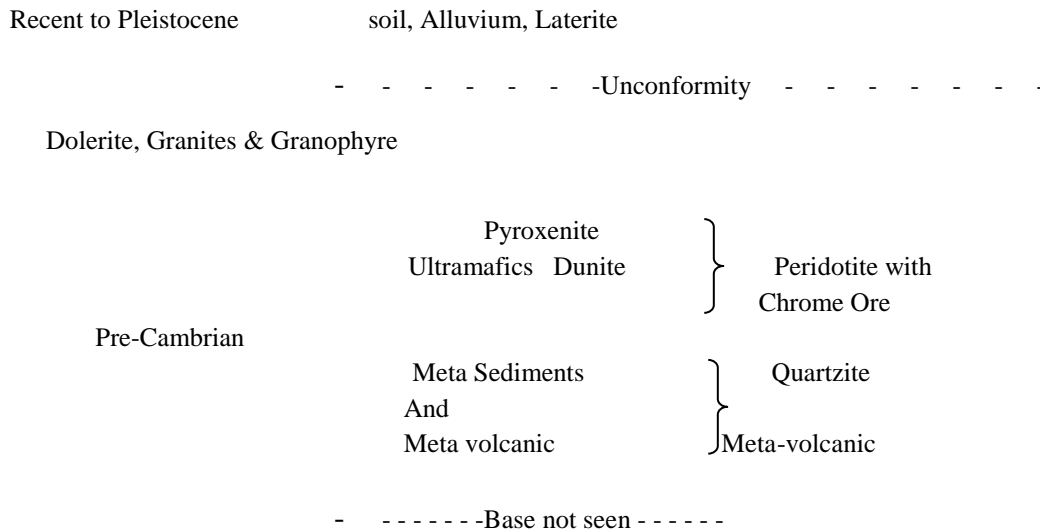 Recent to Pleistocene soil, Alluvium, Laterite
- - - - - - -Unconformity - - - - - - -
Dolerite, Granites & Granophyre
Pyroxenite
Ultramafics Dunite Peridotite with
Chrome Ore
Pre-Cambrian
Meta Sediments Quartzite
And
Meta volcanic Meta-volcanic
- - - - - - - -Base not seen - - - - - -